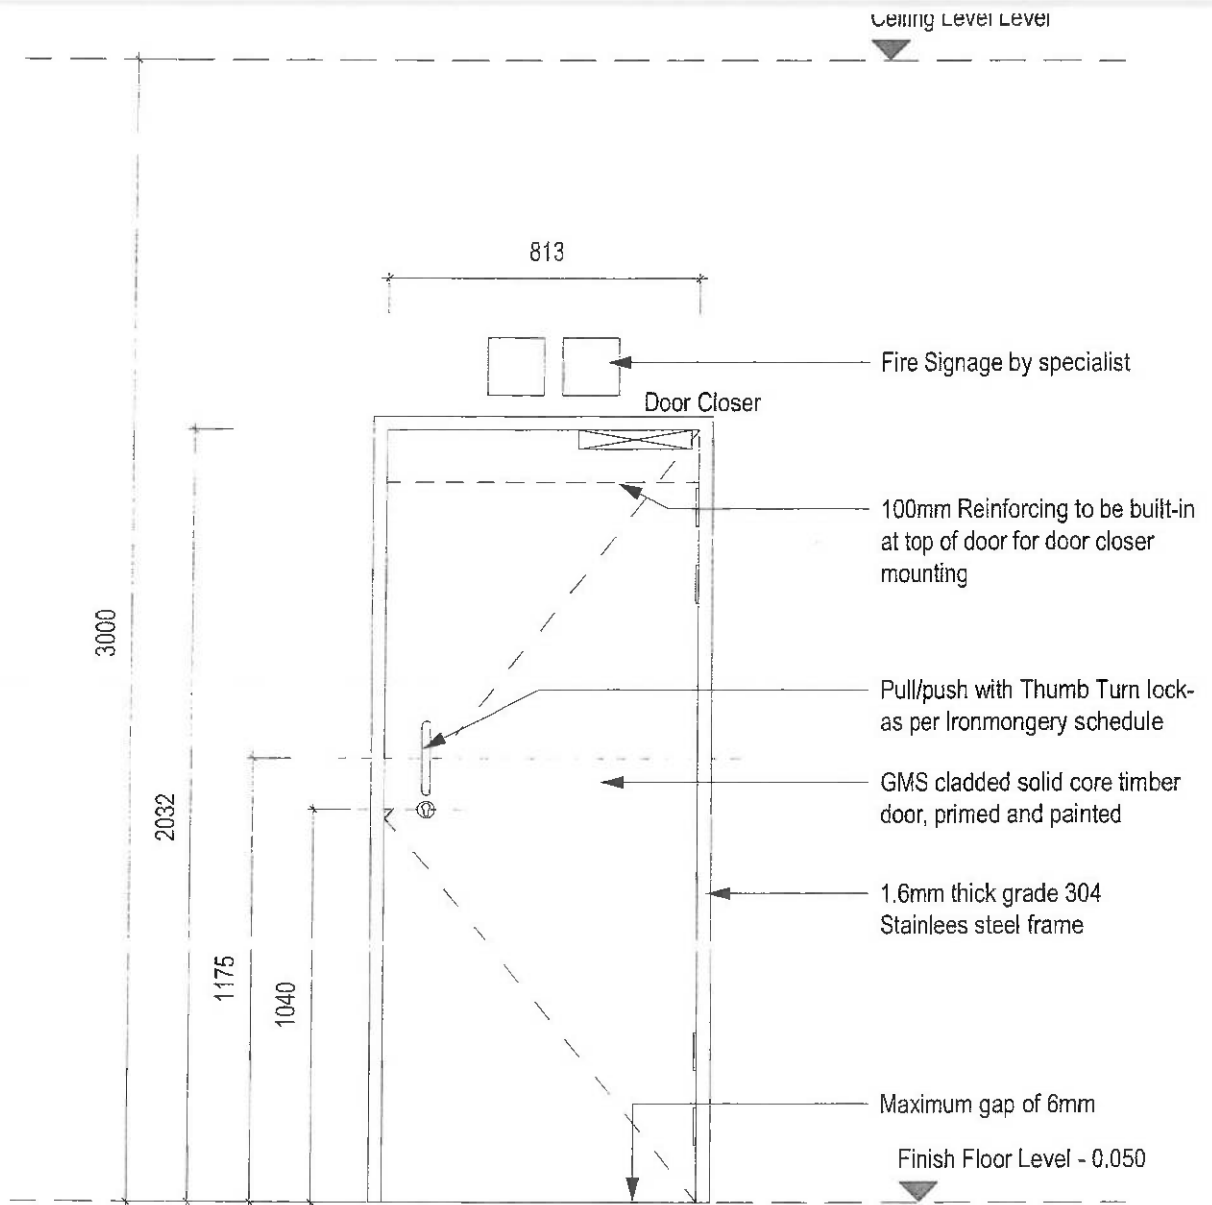 Ceiling Level Level
813
Fire Signage by specialist
Door Closer
100mm Reinforcing to be built-in
at top of door for door closer
mounting
3000
Pull/push with Thumb Turn lock-
as per Ironmongery schedule
2032
GMS cladded solid core timber
door, primed and painted
1.6mm thick grade 304
Stainlees steel frame
1175
1040
Maximum gap of 6mm
Finish Floor Level - 0.050